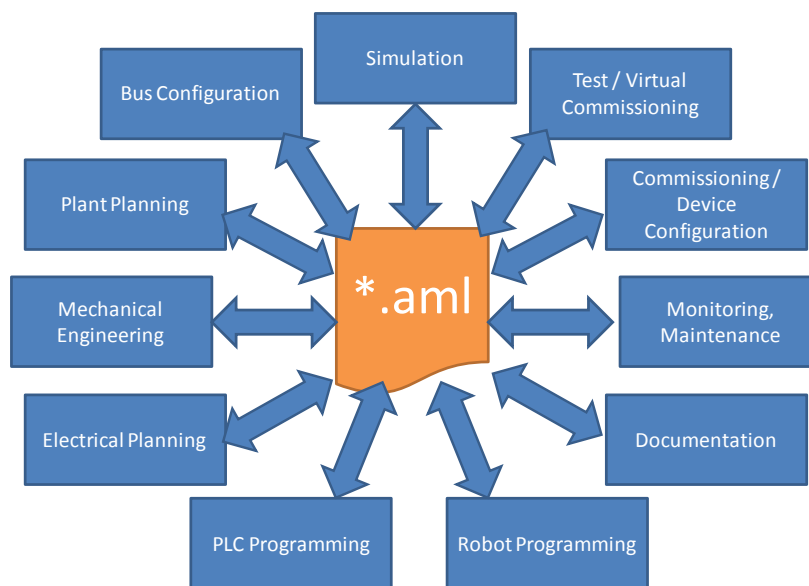 Simulation
Bus Configuration
Test / Virtual
Commissioning
Plant Planning
Commissioning /
Device
Configuration
*.aml
Mechanical
Engineering
Monitoring,
Maintenance
Electrical Planning
Documentation
PLC Programming
Robot Programming